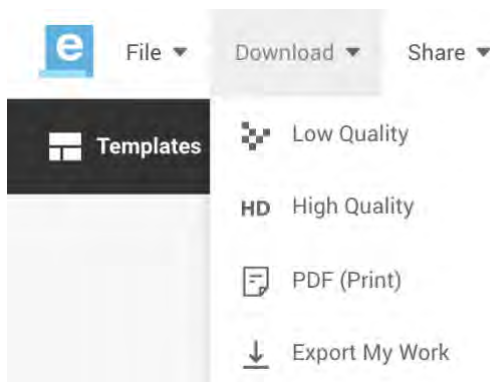 e File Download Share
Templates
Low Quality
HD High Quality
PDF (Print)
Export My Work